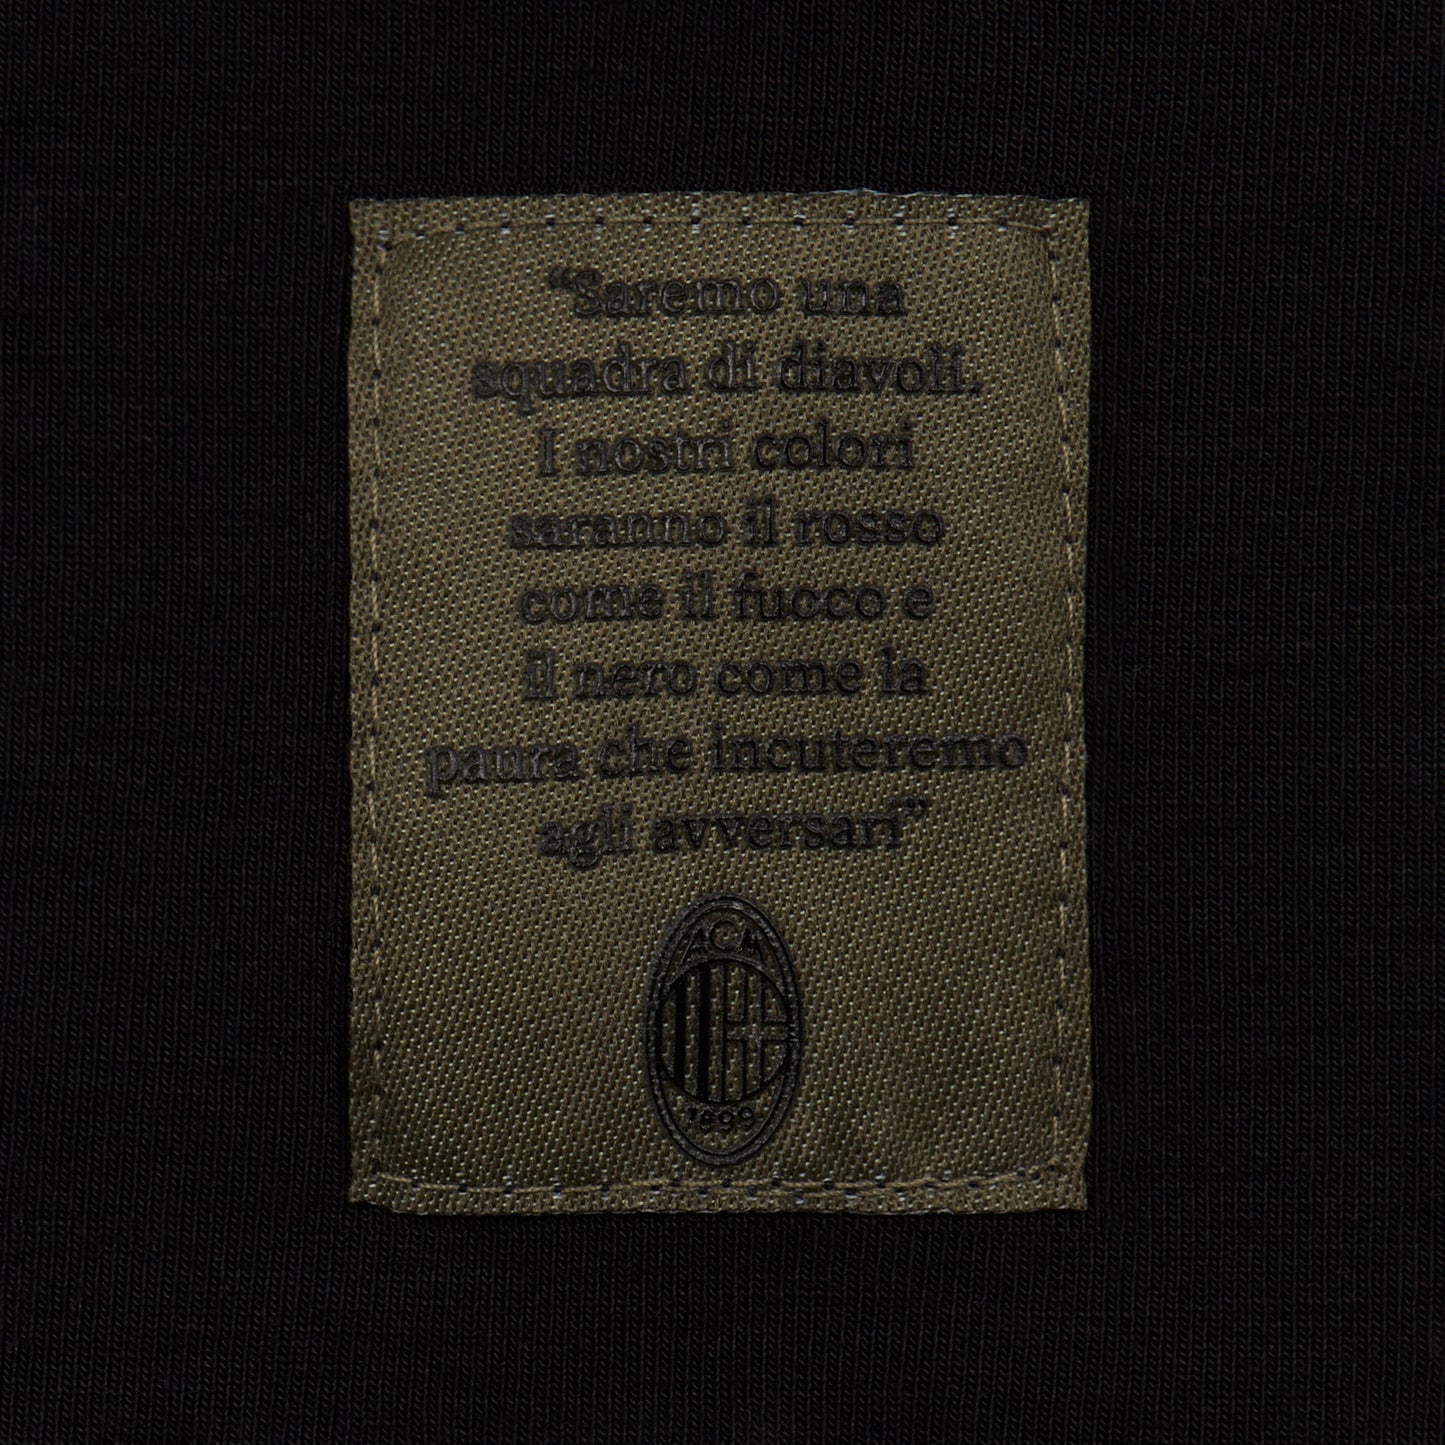 “Saremo una
squadra di diavoli.
I nostri colori
saranno il rosso
come il fuoco e
il nero come la
paura che incuteremo
agli avversari”
ACM
1899